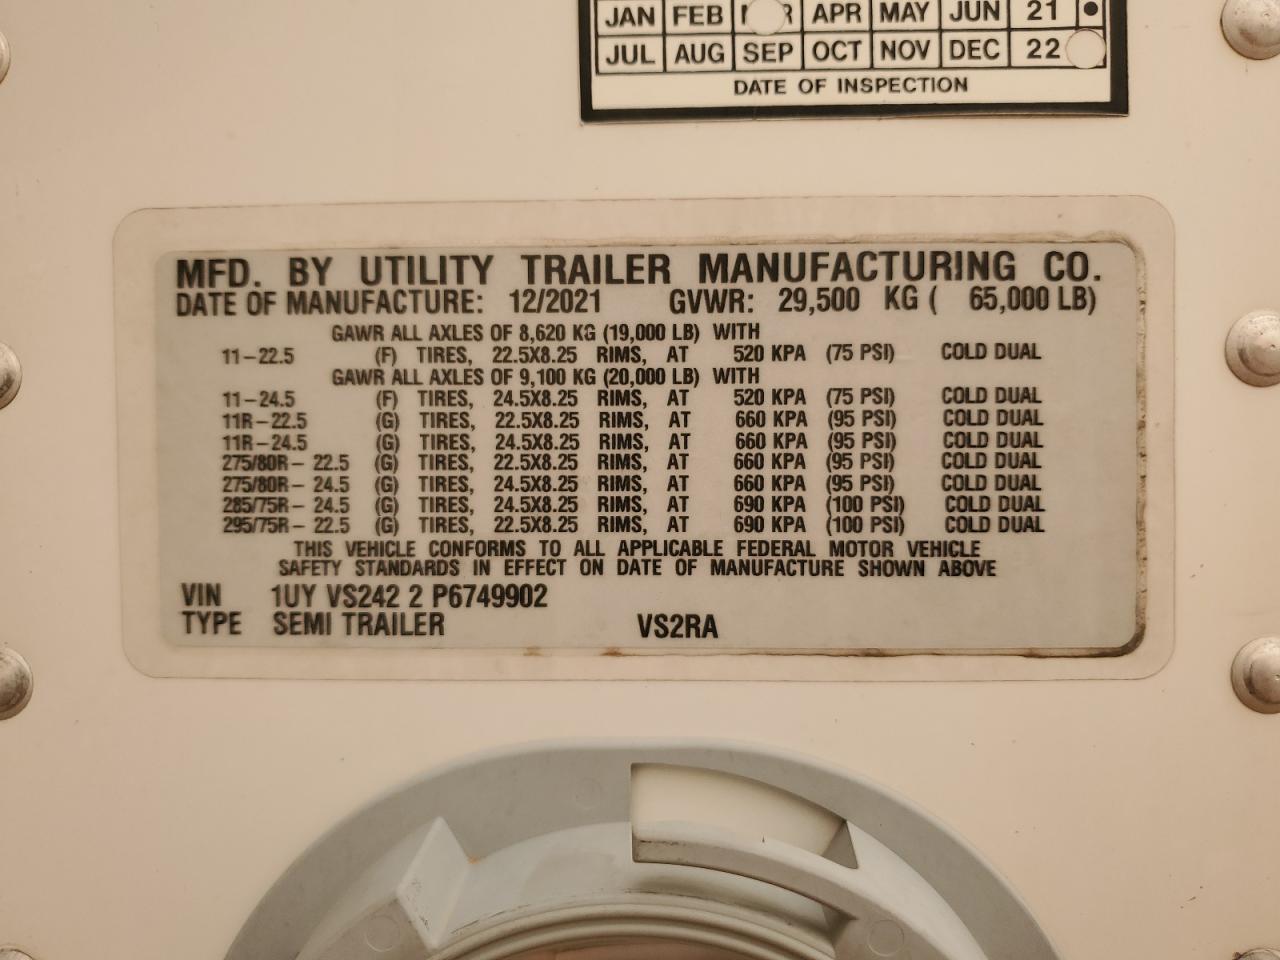 JAN FEB APR MAY JUN 21
JUL AUG SEP OCT NOV DEC 22
DATE OF INSPECTION
MFD. BY UTILITY TRAILER MANUFACTURING CO.
DATE OF MANUFACTURE: 12/2021 GVWR: 29,500 KG ( 65,000 LB)
GAWR ALL AXLES OF 8,620 KG (19,000 LB) WITH
11-22.5 (F) TIRES, 22.5X8.25 RIMS, AT 520 KPA (75 PSI) COLD DUAL
GAWR ALL AXLES OF 9,100 KG (20,000 LB) WITH
11-24.5 (F) TIRES, 24.5X8.25 RIMS, AT 520 KPA (75 PSI) COLD DUAL
11R-22.5 (G) TIRES, 22.5X8.25 RIMS, AT 660 KPA (95 PSI) COLD DUAL
11R-24.5 (G) TIRES, 24.5X8.25 RIMS, AT 660 KPA (95 PSI) COLD DUAL
275/80R- 22.5 (G) TIRES, 22.5X8.25 RIMS, AT 660 KPA (95 PSI) COLD DUAL
275/80R- 24.5 (G) TIRES, 24.5X8.25 RIMS, AT 660 KPA (95 PSI) COLD DUAL
285/75R- 24.5 (G) TIRES, 24.5X8.25 RIMS, AT 690 KPA (100 PSI) COLD DUAL
295/75R- 22.5 (G) TIRES, 22.5X8.25 RIMS, AT 690 KPA (100 PSI) COLD DUAL
THIS VEHICLE CONFORMS TO ALL APPLICABLE FEDERAL MOTOR VEHICLE
SAFETY STANDARDS IN EFFECT ON DATE OF MANUFACTURE SHOWN ABOVE
VIN 1UY VS242 2 P6749902
TYPE SEMI TRAILER VS2RA